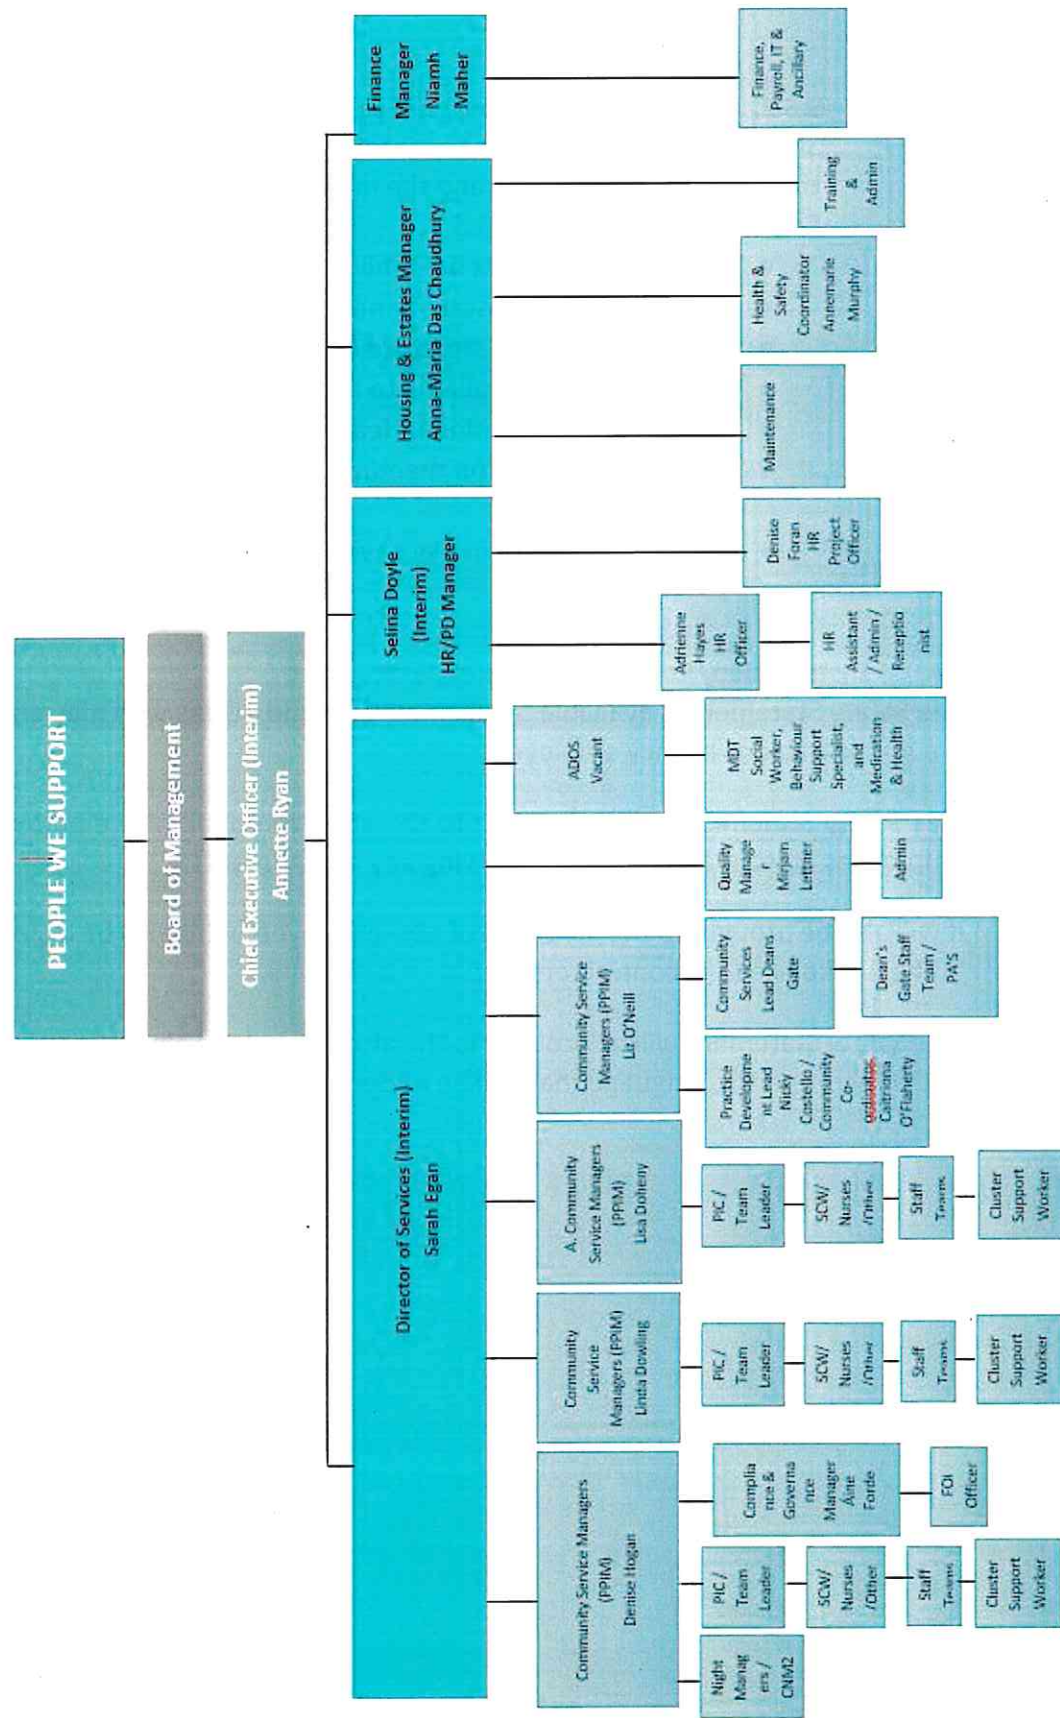 PEOPLE WE SUPPORT
Board of Management
Chief Executive Officer (Interim)
Annette Ryan
Director of Services (Interim)
Sarah Egan
Selina Doyle
(Interim)
HR/PD Manager
Housing & Estates Manager
Anna-Maria Das Chaudhury
Finance
Manager
Niamh
Maher
Community Service Managers
(PPIM)
Denise Hogan
Night
Manag
ers /
CNM2
PIC /
Team
Leader
SCW/
Nurses
/Other
Staff
Teams
Cluster
Support
Worker
Complia
nce &
Governa
nce
Manager
Áine
Forde
FOI
Officer
Community
Service
Managers (PPIM)
Linda Dowling
PIC /
Team
Leader
SCW/
Nurses
/Other
Staff
Teams
Cluster
Support
Worker
A. Community
Service Managers
(PPIM)
Lisa Doheny
PIC /
Team
Leader
SCW/
Nurses
/Other
Staff
Teams
Cluster
Support
Worker
Community Service
Managers (PPIM)
Liz O'Neill
Practice
Developme
nt Lead
Nicky
Costello /
Community
Co-
ordinator
Caitriona
O'Flaherty
Community
Services
Lead Deans
Gate
Dean's
Gate Staff
Team /
PA'S
Quality
Manage
r
Mirjam
Lettner
Admin
ADOS
Vacant
MDT
Social
Worker,
Behaviour
Support
Specialist,
and
Medication
& Health
Adrienne
Hayes
HR
Officer
HR
Assistant
/ Admin /
Receptio
nist
Denise
Foran
HR
Project
Officer
Maintenance
Health &
Safety
Coordinator
Annemarie
Murphy
Training
&
Admin
Finance,
Payroll, IT &
Ancillary